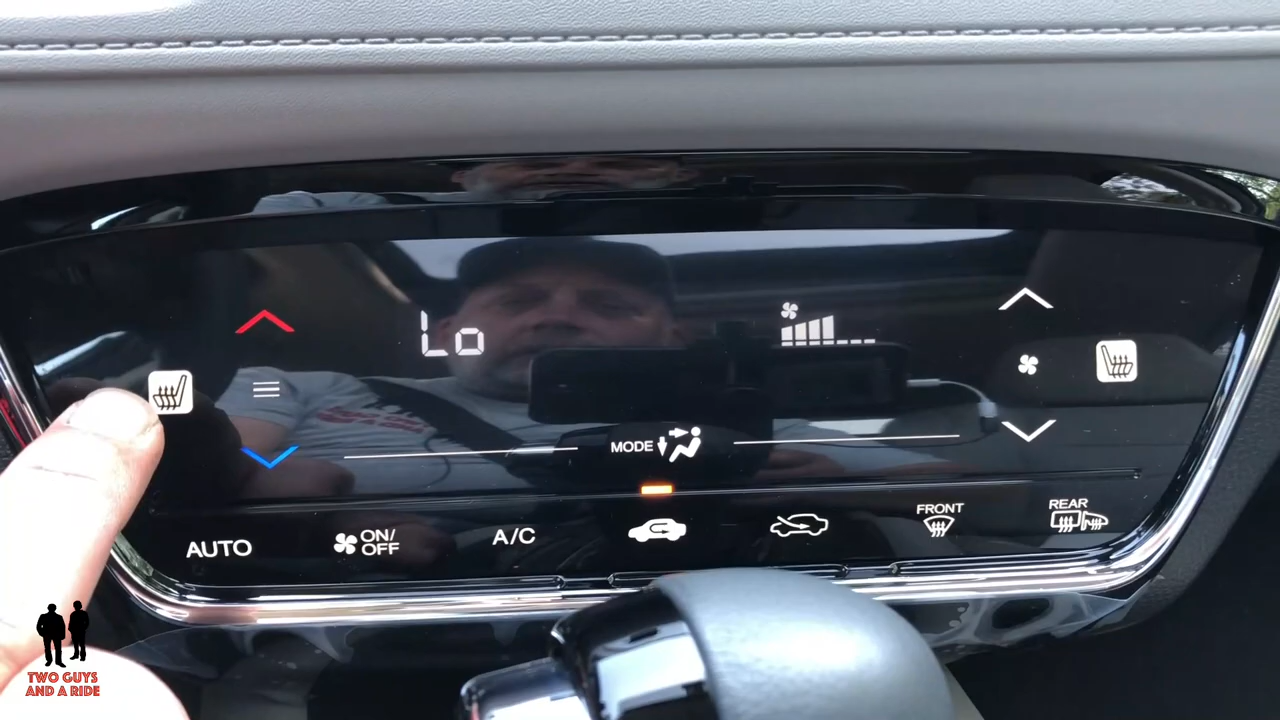 Lo
MODE
AUTO
ON/
OFF
A/C
FRONT
REAR
TWO GUYS
AND A RIDE